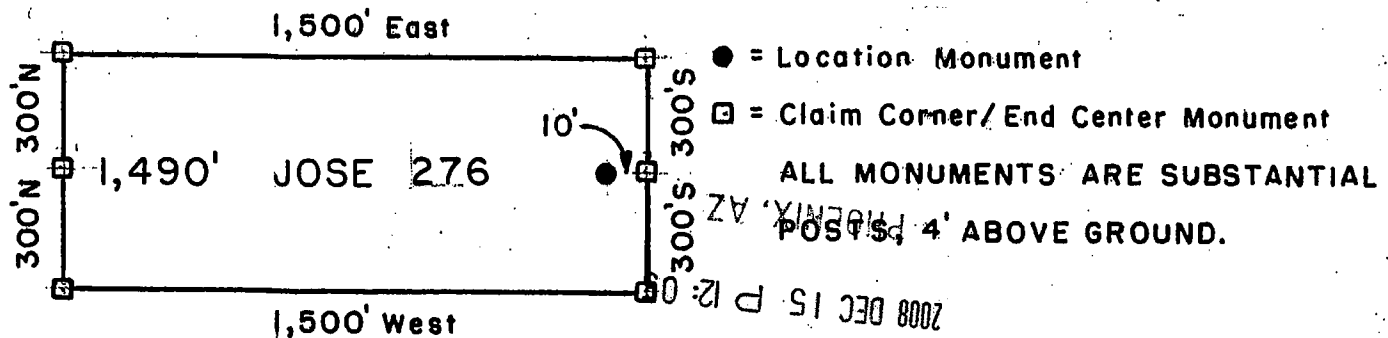 1,500' East
● = Location Monument
300'N
300'S
⊡ = Claim Corner/End Center Monument
10'
1,490' JOSE 276
ALL MONUMENTS ARE SUBSTANTIAL
300'N
300'S
PHOENIX, AZ
POSTS, 4' ABOVE GROUND.
1,500' West
2008 DEC 15 P 12: